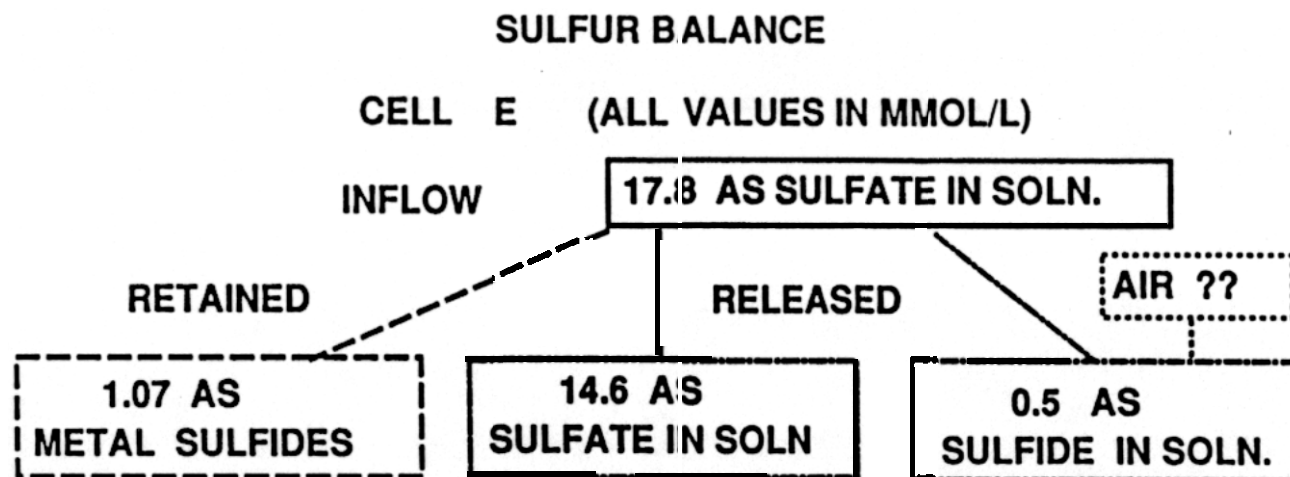 SULFUR BALANCE
CELL E (ALL VALUES IN MMOL/L)
INFLOW
17.8 AS SULFATE IN SOLN.
RETAINED
RELEASED
AIR ??
1.07 AS
METAL SULFIDES
14.6 AS
SULFATE IN SOLN
0.5 AS
SULFIDE IN SOLN.